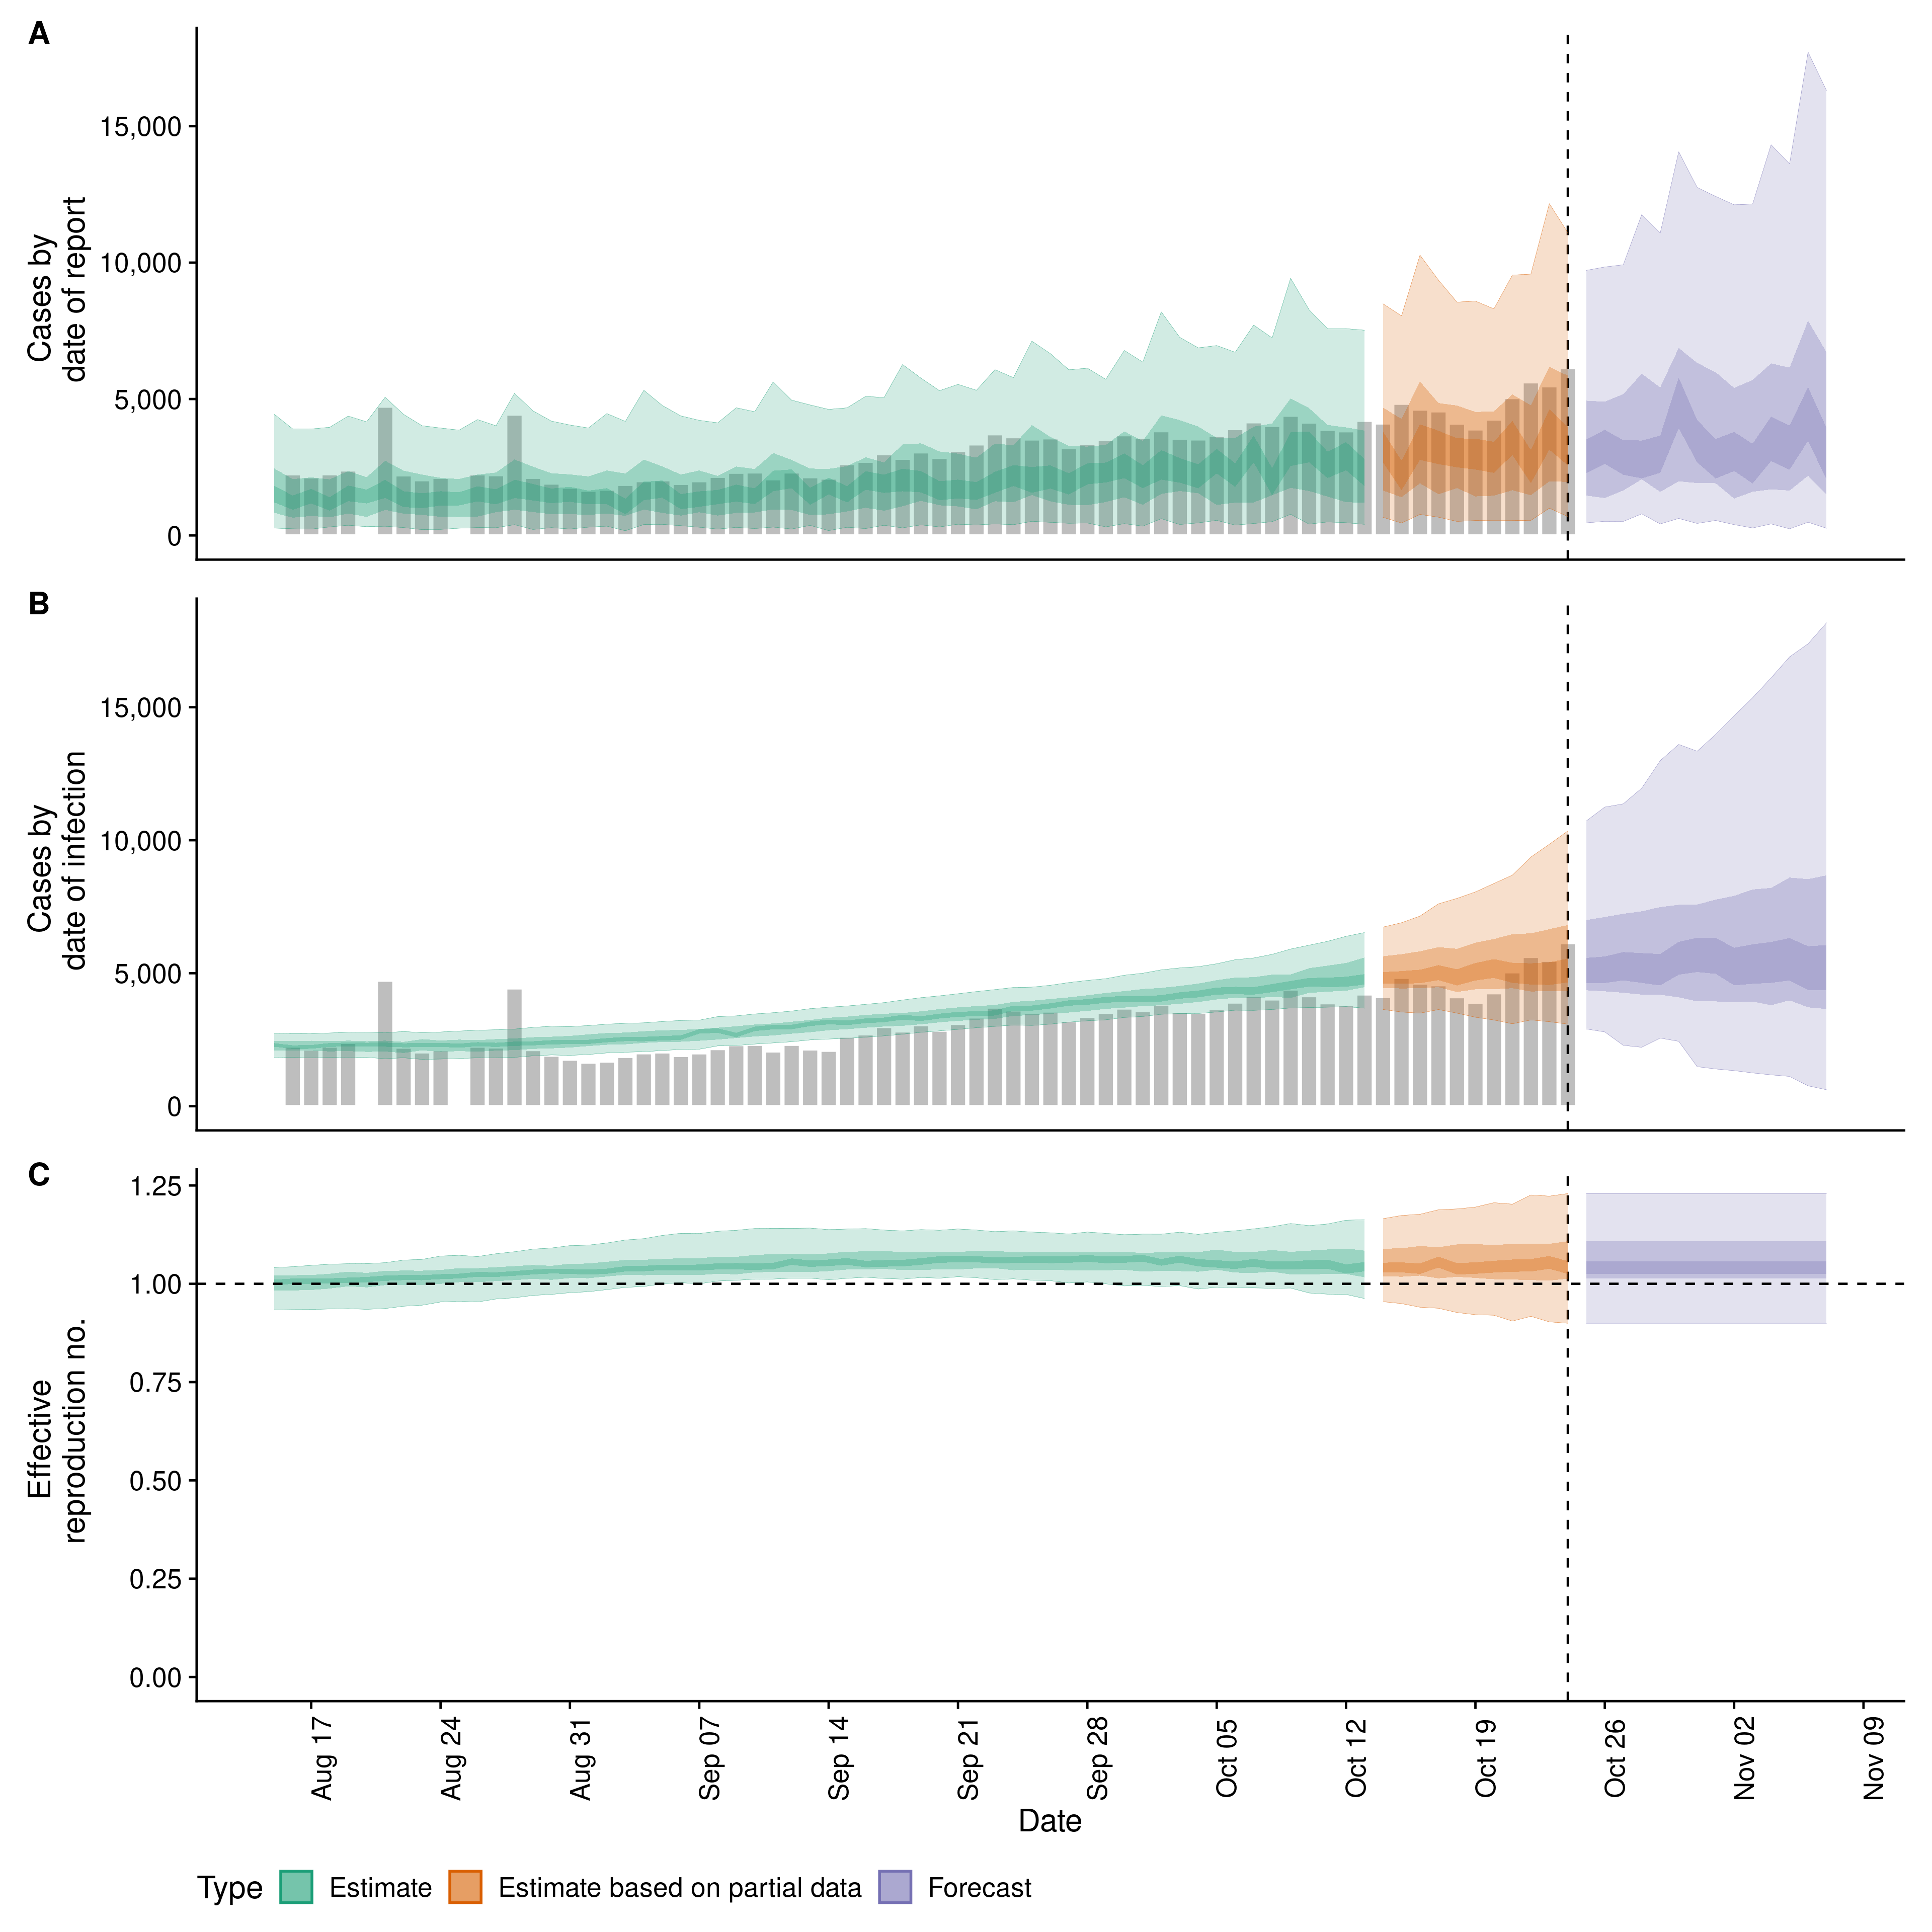 A
15,000
10,000
5,000
0
Cases by
date of report
B
15,000
10,000
5,000
0
Cases by
date of infection
C
1.25
1.00
0.75
0.50
0.25
0.00
Effective
reproduction no.
Aug 17
Aug 24
Aug 31
Sep 07
Sep 14
Sep 21
Sep 28
Oct 05
Oct 12
Oct 19
Oct 26
Nov 02
Nov 09
Date
Type Estimate Estimate based on partial data Forecast